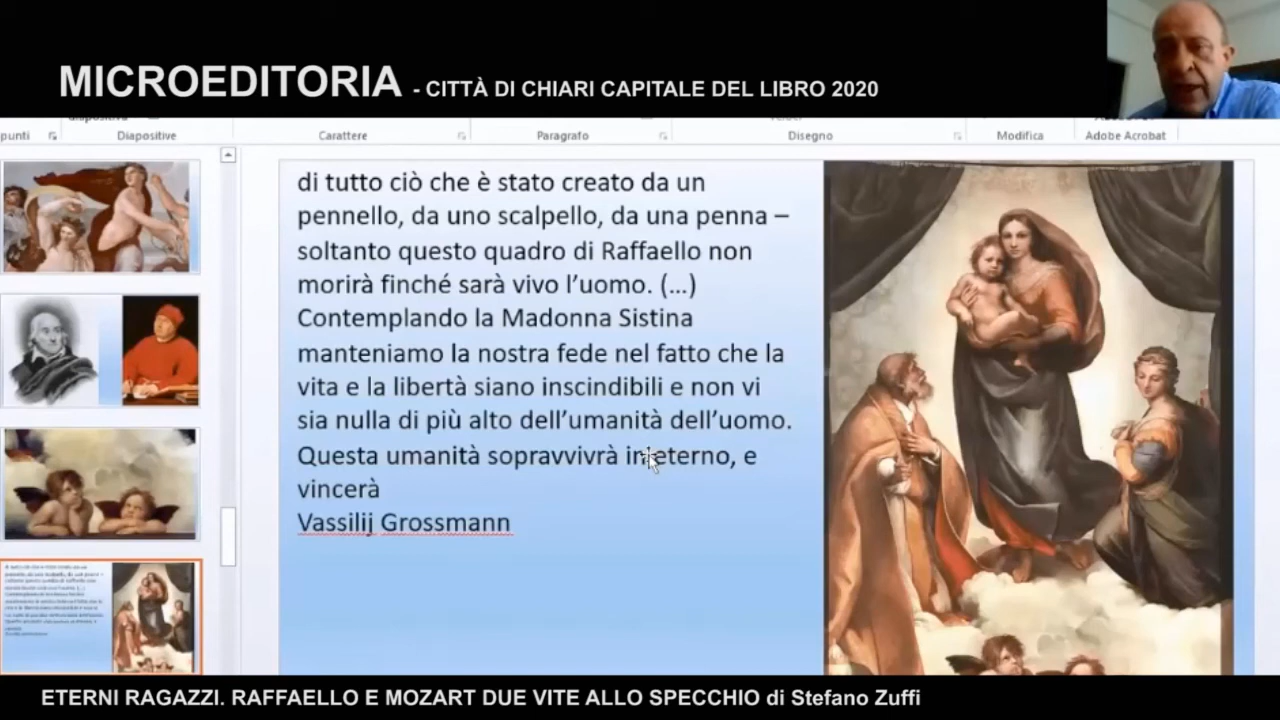 MICROEDITORIA - CITTÀ DI CHIARI CAPITALE DEL LIBRO 2020
punti Diapositive Carattere Paragrafo Disegno Modifica Adobe Acrobat
di tutto ciò che è stato creato da un
pennello, da uno scalpello, da una penna –
soltanto questo quadro di Raffaello non
morirà finché sarà vivo l’uomo. (…)
Contemplando la Madonna Sistina
manteniamo la nostra fede nel fatto che la
vita e la libertà siano inscindibili e non vi
sia nulla di più alto dell’umanità dell’uomo.
Questa umanità sopravvivrà in eterno, e
vincerà
Vassilij Grossmann
ETERNI RAGAZZI. RAFFAELLO E MOZART DUE VITE ALLO SPECCHIO di Stefano Zuffi